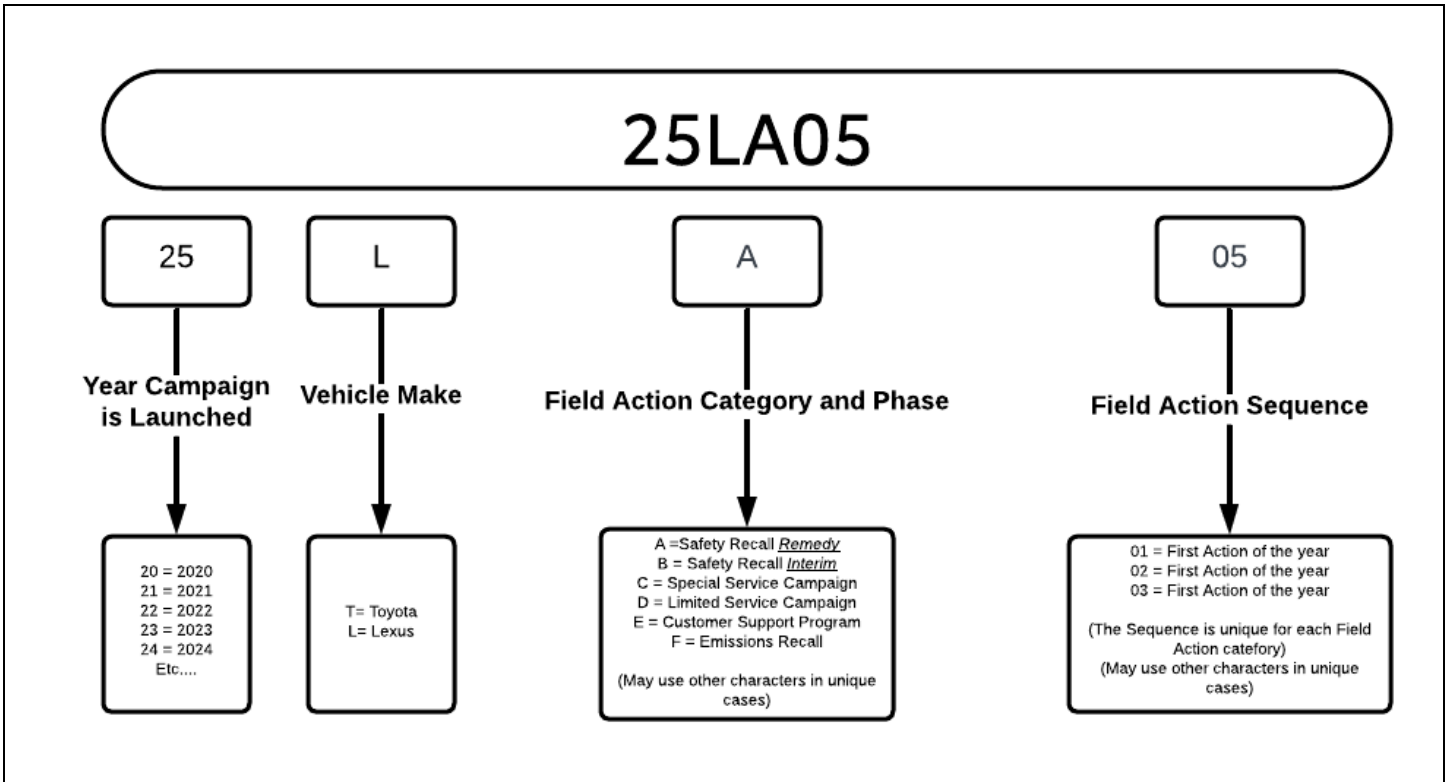 25LA05
25
L
A
05
Year Campaign
is Launched
Vehicle Make
Field Action Category and Phase
Field Action Sequence
20 = 2020
21 = 2021
22 = 2022
23 = 2023
24 = 2024
Etc....
T= Toyota
L= Lexus
A =Safety Recall Remedy
B = Safety Recall Interim
C = Special Service Campaign
D = Limited Service Campaign
E = Customer Support Program
F = Emissions Recall
(May use other characters in unique
cases)
01 = First Action of the year
02 = First Action of the year
03 = First Action of the year
(The Sequence is unique for each Field
Action catefory)
(May use other characters in unique
cases)